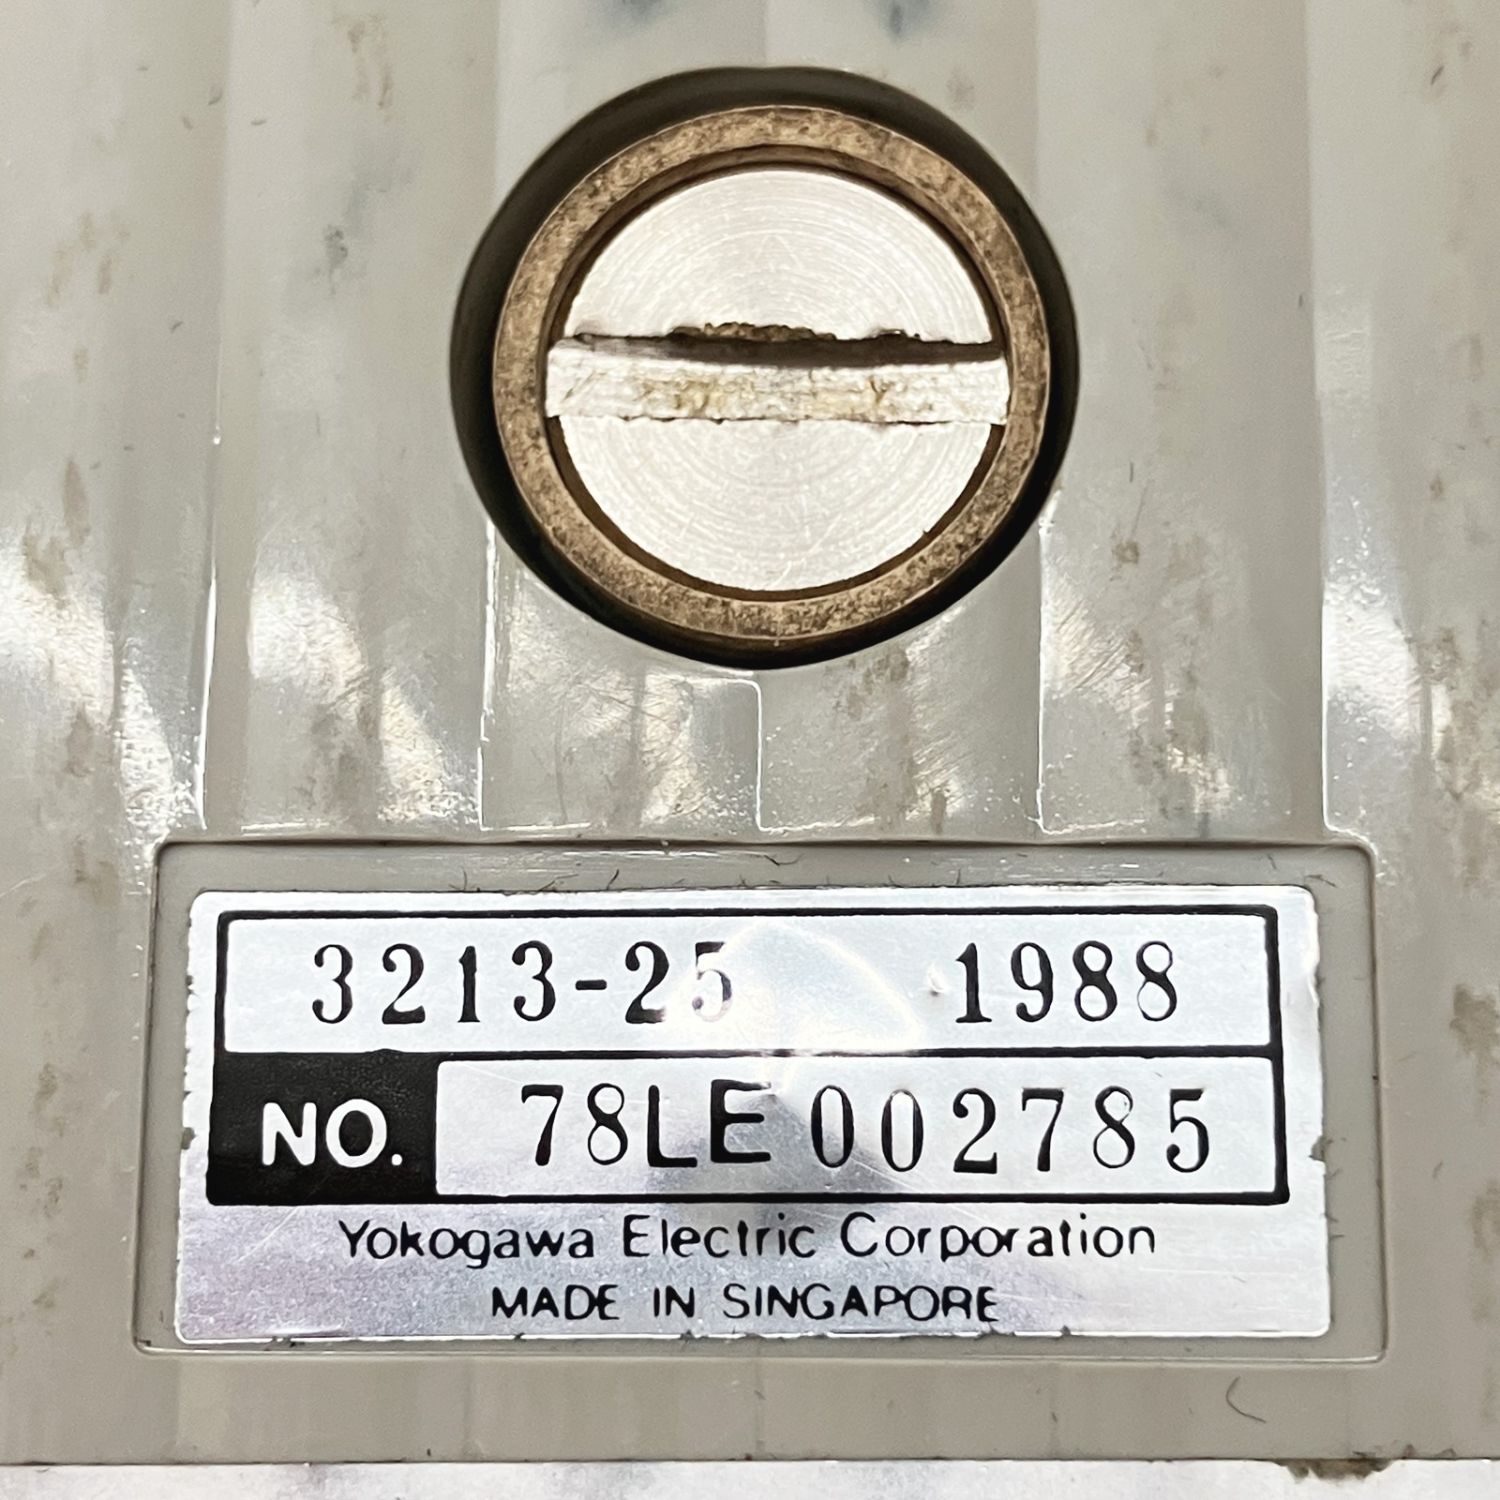 3213-25 1988
NO. 78LE002785
Yokogawa Electric Corporation
MADE IN SINGAPORE